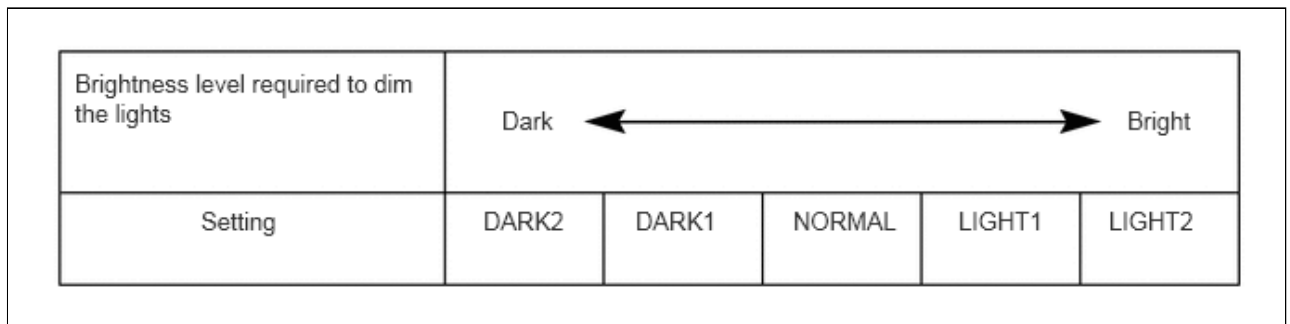 Brightness level required to dim
the lights
Dark
Bright
Setting
DARK2
DARK1
NORMAL
LIGHT1
LIGHT2